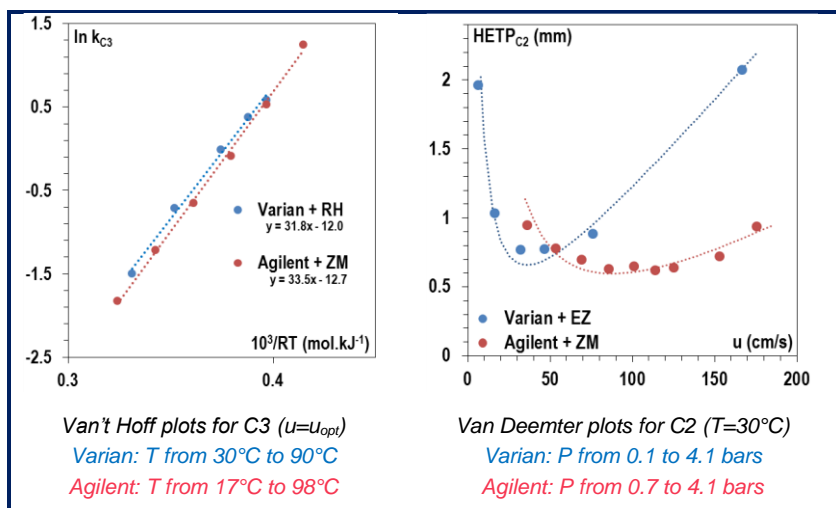 ln kC3
1.5
0.5
-0.5
-1.5
-2.5
Varian + RH
y = 31.8x - 12.0
Agilent + ZM
y = 33.5x - 12.7
10³/RT (mol.kJ⁻¹)
0.3
0.4
HETPC2 (mm)
2
1.5
1
0.5
0
Varian + EZ
Agilent + ZM
u (cm/s)
0
50
100
150
200
Van't Hoff plots for C3 (u=uopt)
Varian: T from 30°C to 90°C
Agilent: T from 17°C to 98°C
Van Deemter plots for C2 (T=30°C)
Varian: P from 0.1 to 4.1 bars
Agilent: P from 0.7 to 4.1 bars